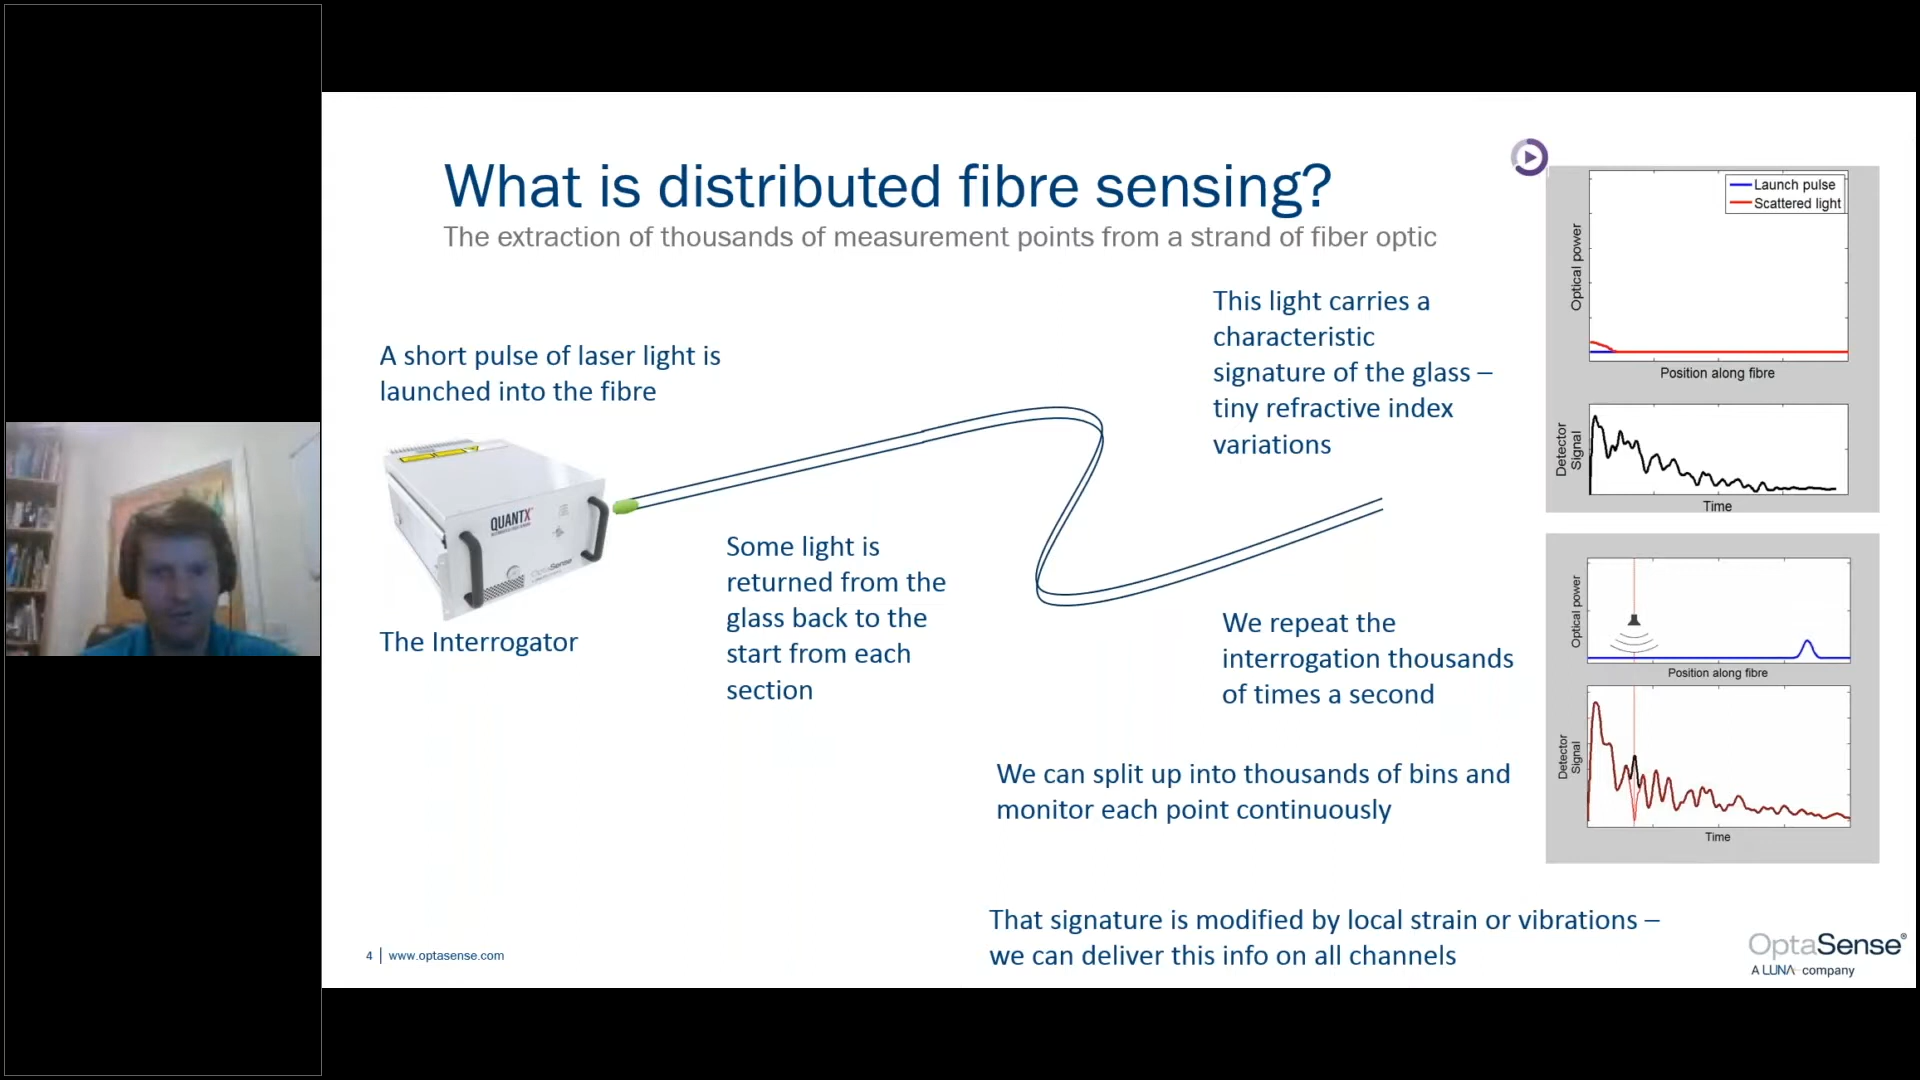 What is distributed fibre sensing?
The extraction of thousands of measurement points from a strand of fiber optic
A short pulse of laser light is
launched into the fibre
QUANTX
OptaSense
The Interrogator
Some light is
returned from the
glass back to the
start from each
section
This light carries a
characteristic
signature of the glass –
tiny refractive index
variations
We repeat the
interrogation thousands
of times a second
We can split up into thousands of bins and
monitor each point continuously
That signature is modified by local strain or vibrations –
we can deliver this info on all channels
Launch pulse
Scattered light
Optical power
Position along fibre
Detector
Signal
Time
Optical power
Position along fibre
Detector
Signal
Time
4 | www.optasense.com
OptaSense®
A LUNA company